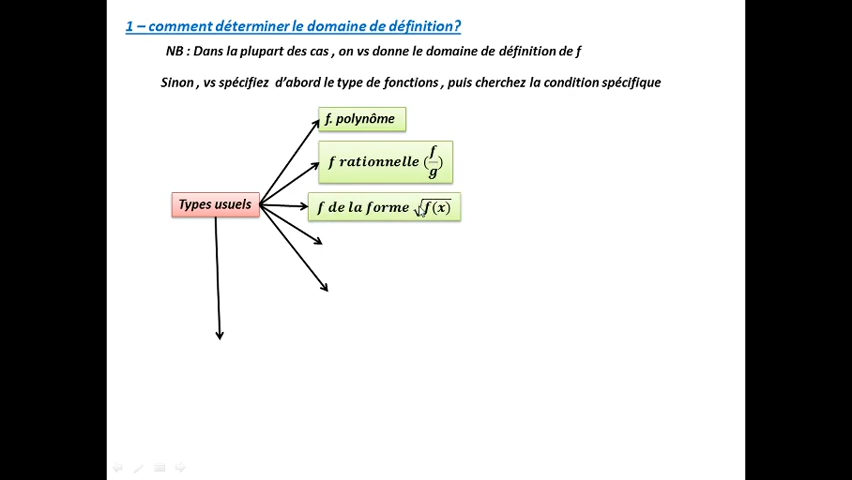 1 – comment déterminer le domaine de définition?
NB : Dans la plupart des cas , on vs donne le domaine de définition de f
Sinon , vs spécifiez d’abord le type de fonctions , puis cherchez la condition spécifique
f. polynôme
f rationnelle (f/g)
Types usuels
f de la forme √f(x)